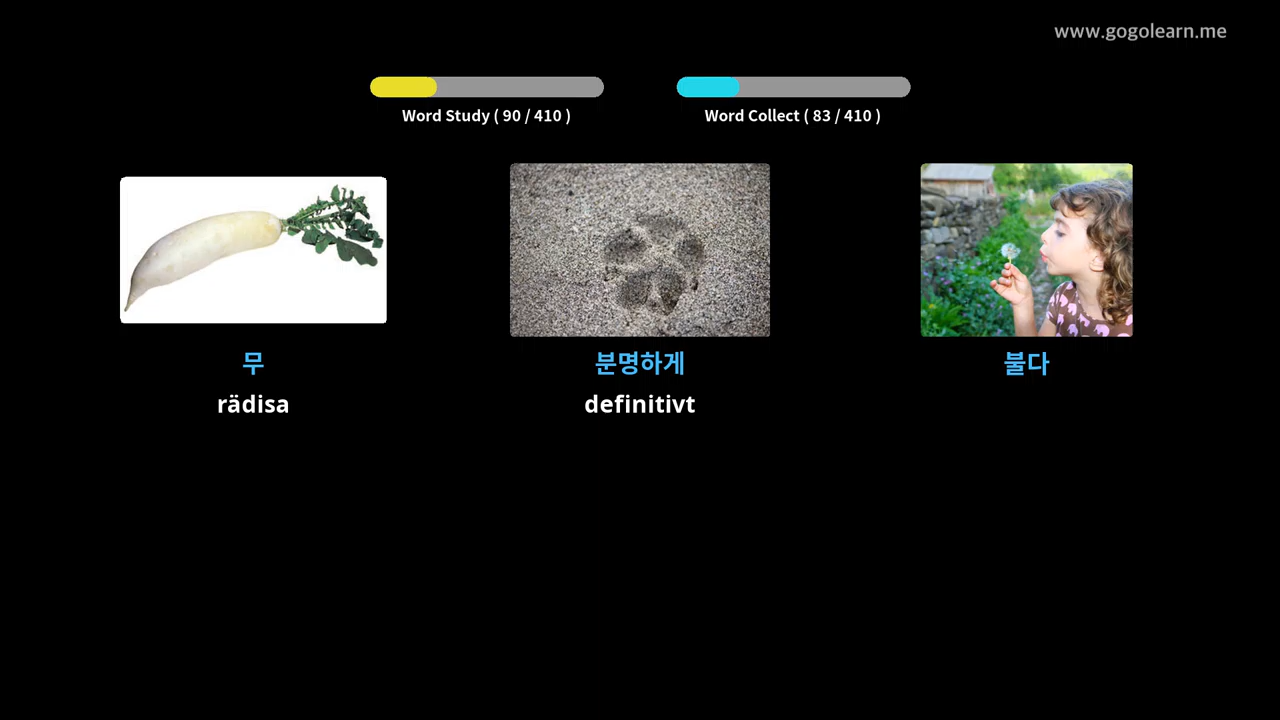 www.gogolearn.me
Word Study ( 90 / 410 )
Word Collect ( 83 / 410 )
무
분명하게
불다
rädisa
definitivt